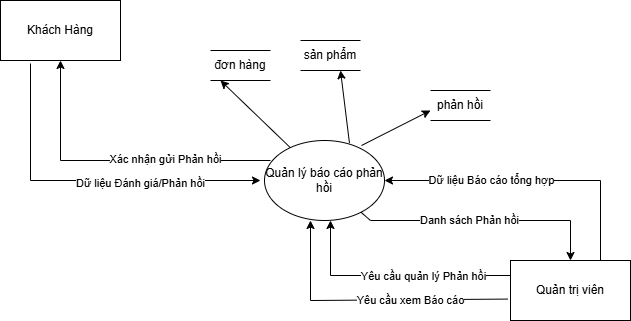 Khách Hàng
sản phẩm
đơn hàng
phản hồi
Xác nhận gửi Phản hồi
Quản lý báo cáo phản
hồi
Dữ liệu Đánh giá/Phản hồi
Dữ liệu Báo cáo tổng hợp
Danh sách Phản hồi
Yêu cầu quản lý Phản hồi
Quản trị viên
Yêu cầu xem Báo cáo